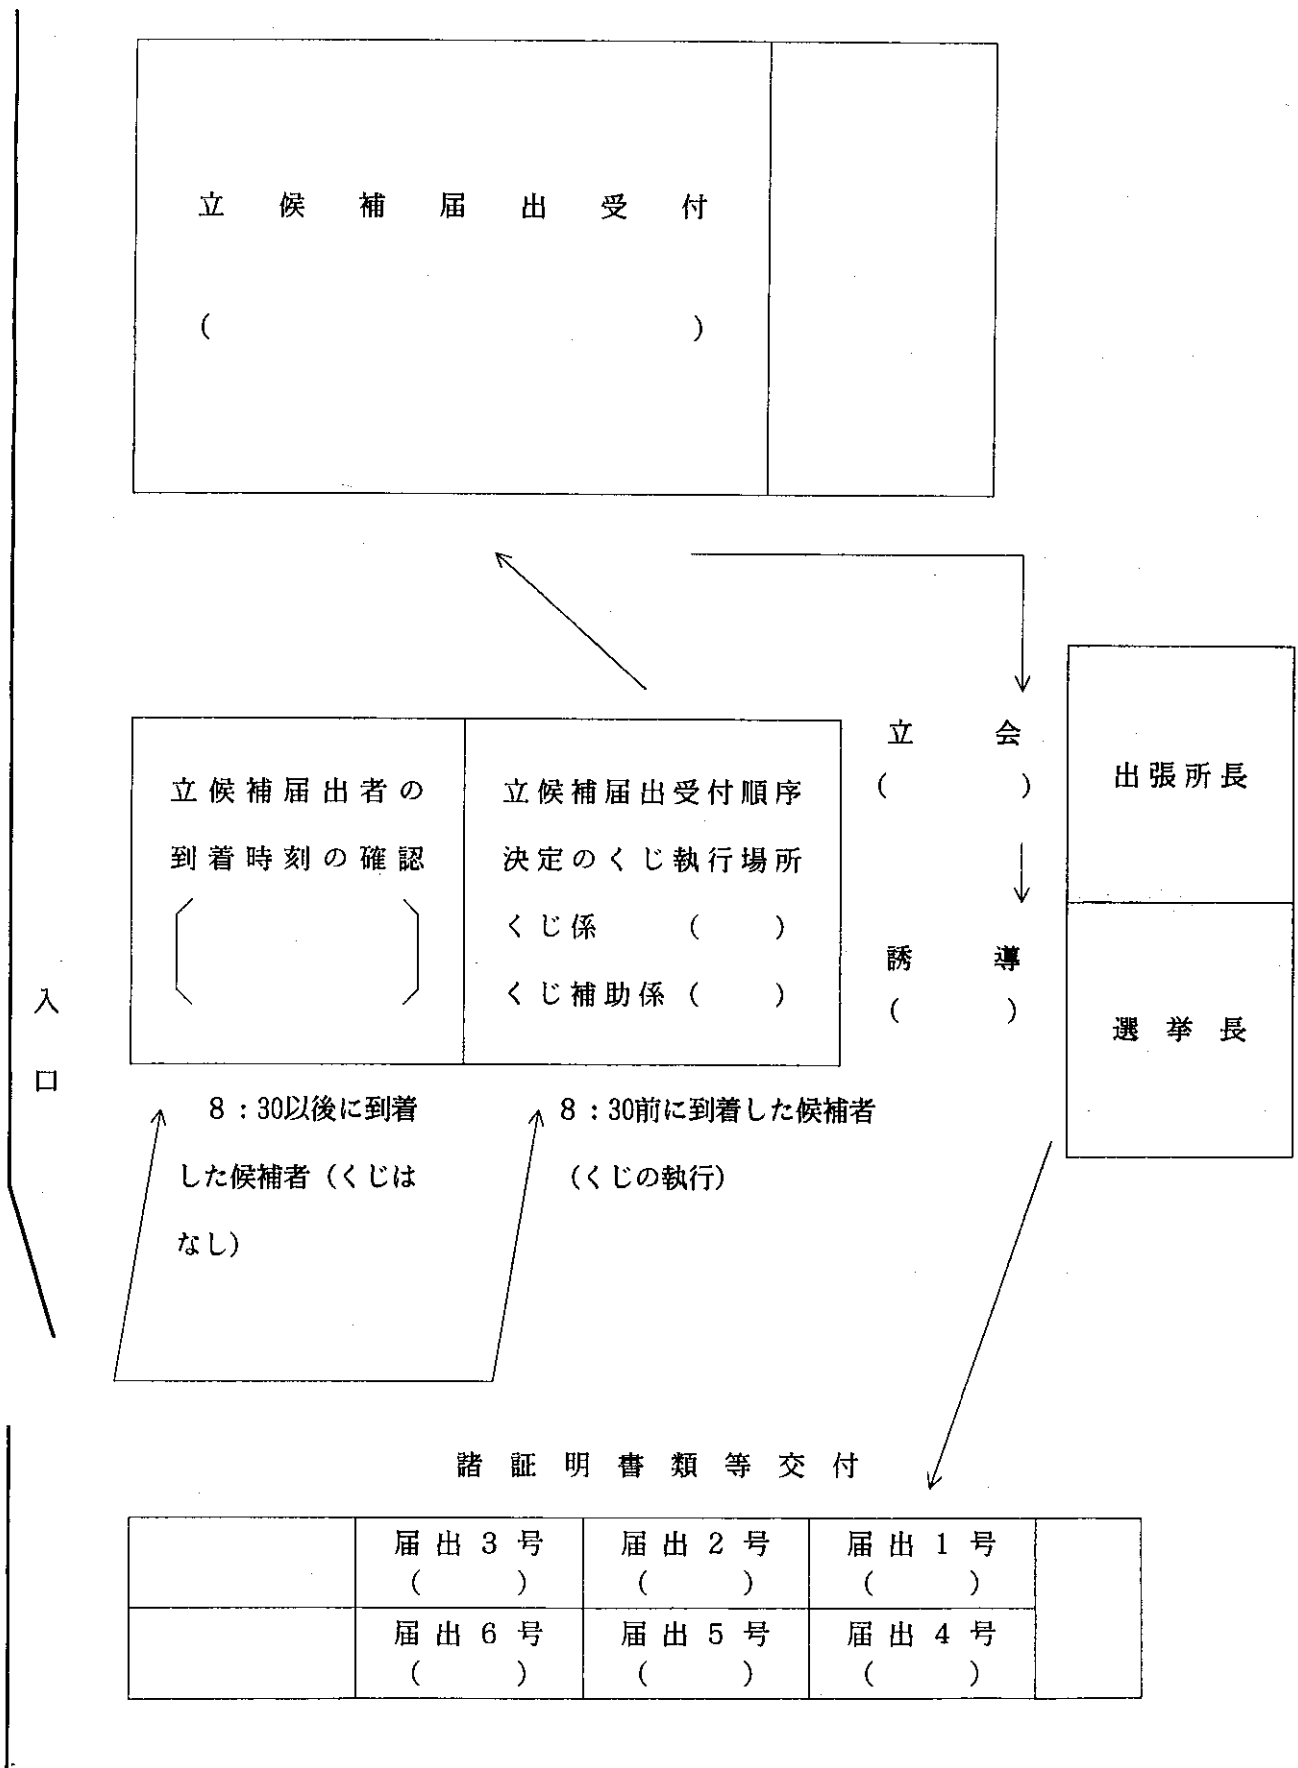 立候補届出受付
（　　　　　　）
立候補届出者の
到着時刻の確認
〔　　　　　〕
立候補届出受付順序
決定のくじ執行場所
くじ係　　（　　）
くじ補助係（　　）
立　会
（　　　）
誘　導
（　　　）
出張所長
選挙長
入口
8：30以後に到着
した候補者（くじは
なし）
8：30前に到着した候補者
（くじの執行）
諸証明書類等交付
届出3号　届出2号　届出1号
（　　）　（　　）　（　　）
届出6号　届出5号　届出4号
（　　）　（　　）　（　　）